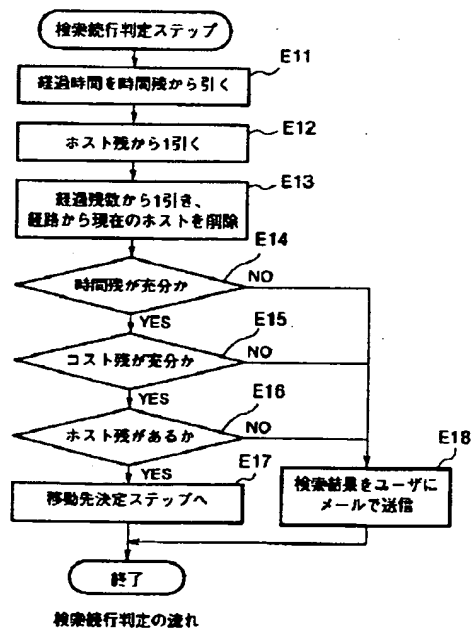 検索続行判定ステップ
E11
経過時間を時間残から引く
E12
ホスト残から1引く
E13
経過残数から1引き、
経路から現在のホストを削除
E14
時間残が充分か
NO
YES
E15
コスト残が充分か
NO
YES
E16
ホスト残があるか
NO
YES
E17
移動先決定ステップへ
E18
検索結果をユーザに
メールで送信
終了
検索続行判定の流れ